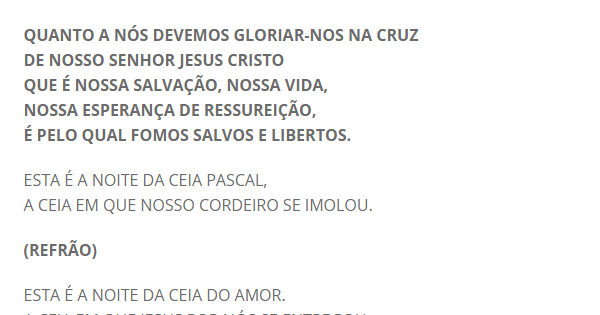 QUANTO A NÓS DEVEMOS GLORIAR-NOS NA CRUZ
DE NOSSO SENHOR JESUS CRISTO
QUE É NOSSA SALVAÇÃO, NOSSA VIDA,
NOSSA ESPERANÇA DE RESSUREIÇÃO,
É PELO QUAL FOMOS SALVOS E LIBERTOS.
ESTA É A NOITE DA CEIA PASCAL,
A CEIA EM QUE NOSSO CORDEIRO SE IMOLOU.
(REFRÃO)
ESTA É A NOITE DA CEIA DO AMOR.